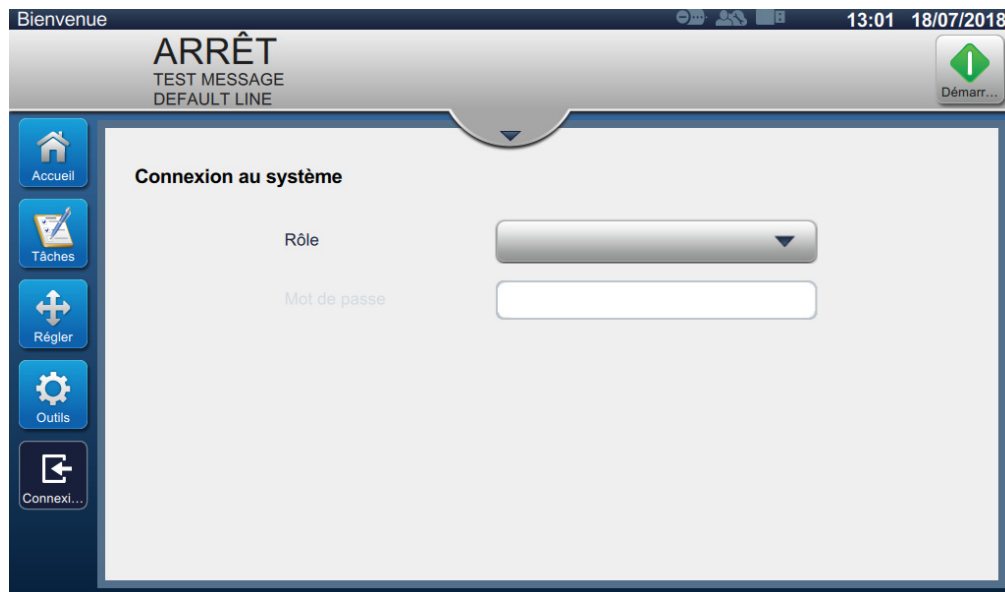 Bienvenue
13:01 18/07/2018
ARRÊT
TEST MESSAGE
DEFAULT LINE
Démarr...
Accueil
Connexion au système
Tâches
Rôle
Mot de passe
Régler
Outils
Connexi...